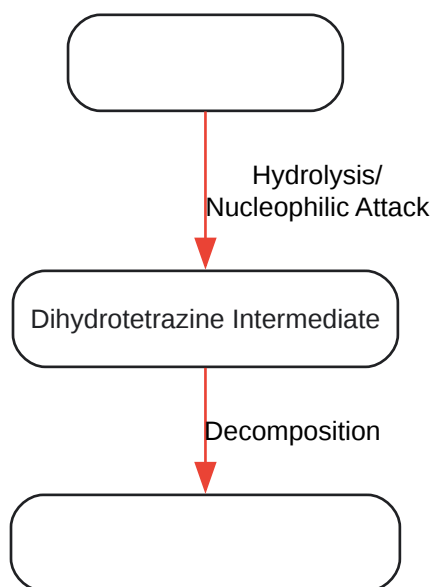 Hydrolysis/
Nucleophilic Attack
Dihydrotetrazine Intermediate
Decomposition